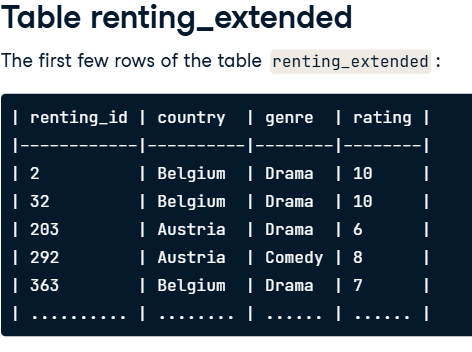 Table renting_extended
The first few rows of the table renting_extended :
| renting_id | country  | genre  | rating |
|------------|----------|--------|--------|
| 2          | Belgium  | Drama  | 10     |
| 32         | Belgium  | Drama  | 10     |
| 203        | Austria  | Drama  | 6      |
| 292        | Austria  | Comedy | 8      |
| 363        | Belgium  | Drama  | 7      |
| .......... | ........ | ...... | ...... |